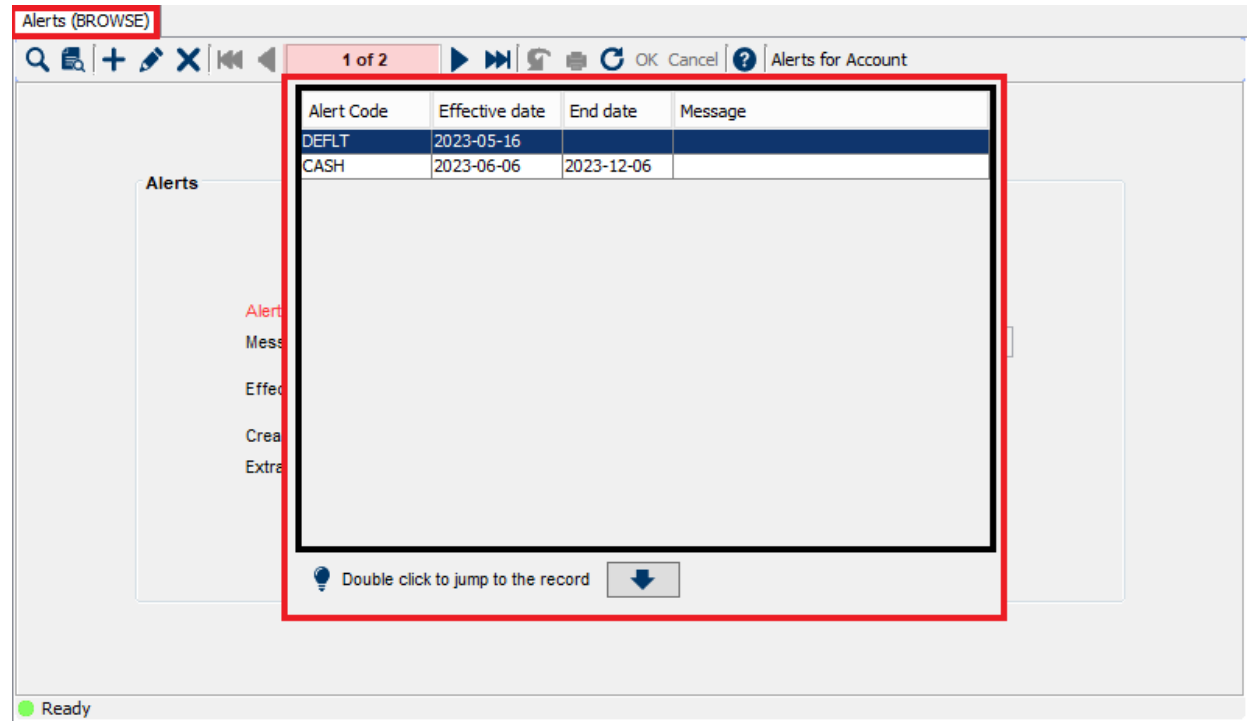 Alerts (BROWSE)
1 of 2 OK Cancel Alerts for Account
Alert Code Effective date End date Message
DEFLT 2023-05-16
CASH 2023-06-06 2023-12-06
Alerts
Alert
Mess
Effec
Crea
Extra
Double click to jump to the record
Ready